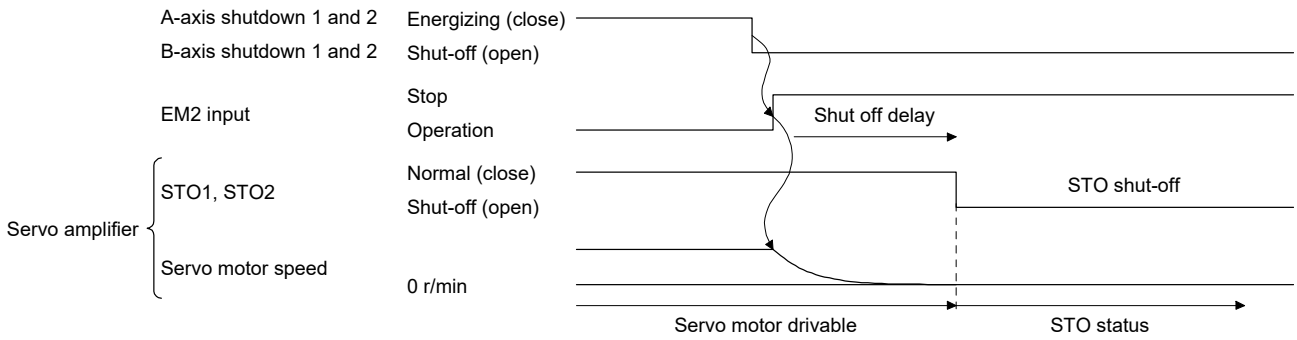 A-axis shutdown 1 and 2 Energizing (close)
B-axis shutdown 1 and 2 Shut-off (open)
Stop
EM2 input
Operation
Shut off delay
Normal (close)
STO1, STO2
Shut-off (open)
STO shut-off
Servo amplifier
Servo motor speed
0 r/min
Servo motor drivable STO status